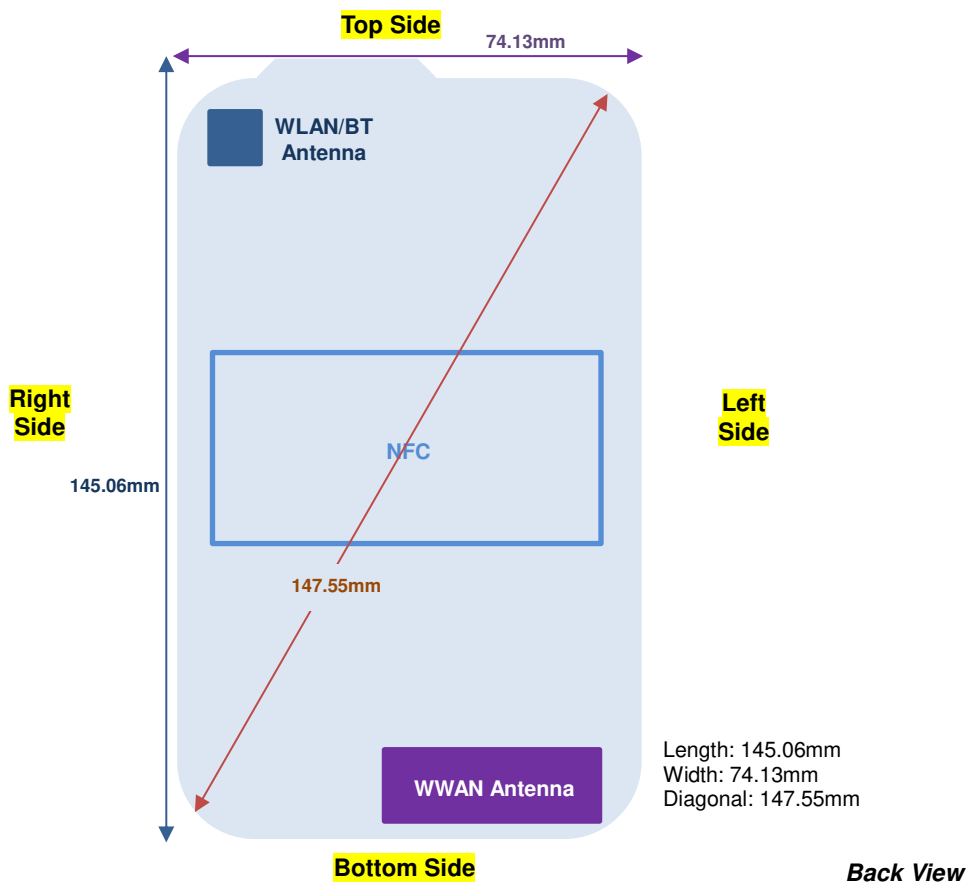 Top Side
74.13mm
WLAN/BT
Antenna
Right
Side
Left
Side
NFC
145.06mm
147.55mm
WWAN Antenna
Length: 145.06mm
Width: 74.13mm
Diagonal: 147.55mm
Bottom Side
Back View